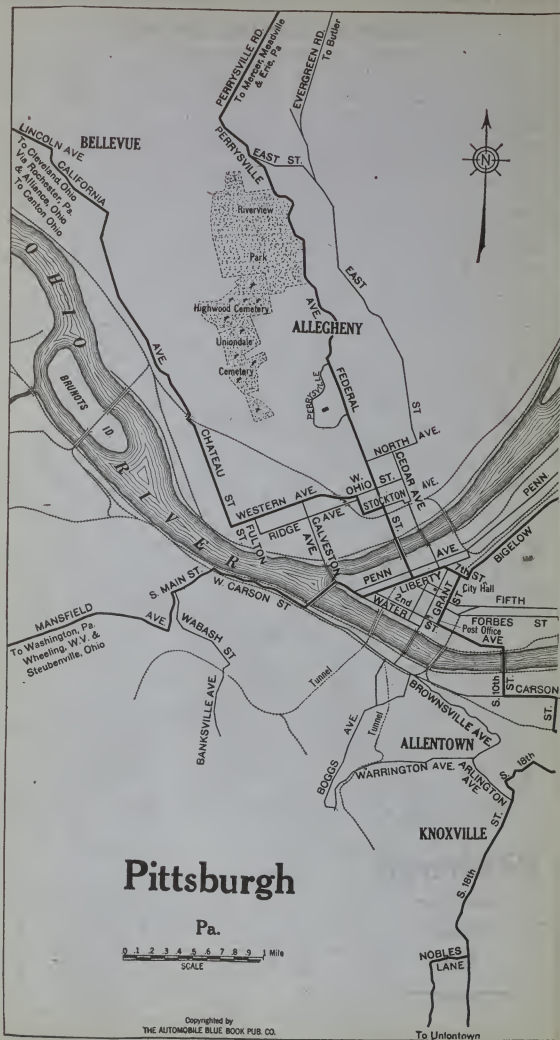 PERRYSVILLE RD.
To Mercer, Meadville
& Erie, Pa
EVERGREEN RD.
To Butler
BELLEVUE
LINCOLN AVE.
CALIFORNIA
To Cleveland, Ohio
Via Rochester, Pa.
& Alliance, Ohio
To Canton Ohio
PERRYSVILLE
EAST ST.
N
Riverview
Park
EAST
OHIO
AVE.
Highwood Cemetery
ALLEGHENY
Uniondale
Cemetery
AVE.
BRUNOTS
ID.
PERRYSVILLE
FEDERAL
ST
RIVER
CHATEAU
ST
NORTH AVE.
W.
OHIO ST.
CEDAR AVE
WESTERN AVE.
STOCKTON
AVE.
PENN
FULTON
ST.
RIDGE AVE.
GALVESTON
AVE.
ST.
BIGELOW
PENN AVE.
S. MAIN ST.
W. CARSON ST
LIBERTY
7th ST.
City Hall
2nd
GRANT
ST.
FIFTH
WATER ST.
FORBES ST
Post Office
AVE
MANSFIELD
AVE.
To Washington, Pa.
Wheeling, W.V. &
Steubenville, Ohio
WABASH ST.
Tunnel
S. 10th
ST.
CARSON
ST.
BANKSVILLE AVE.
BROWNSVILLE AVE.
BOGGS
AVE.
Tunnel
ALLENTOWN
WARRINGTON AVE.
ARLINGTON
AVE
S. 18th
ST.
KNOXVILLE
S. 18th
Pittsburgh
Pa.
0 .1 .2 .3 .4 .5 .6 .7 .8 .9 1 Mile
SCALE
NOBLES
LANE
Copyrighted by
THE AUTOMOBILE BLUE BOOK PUB. CO.
To Uniontown